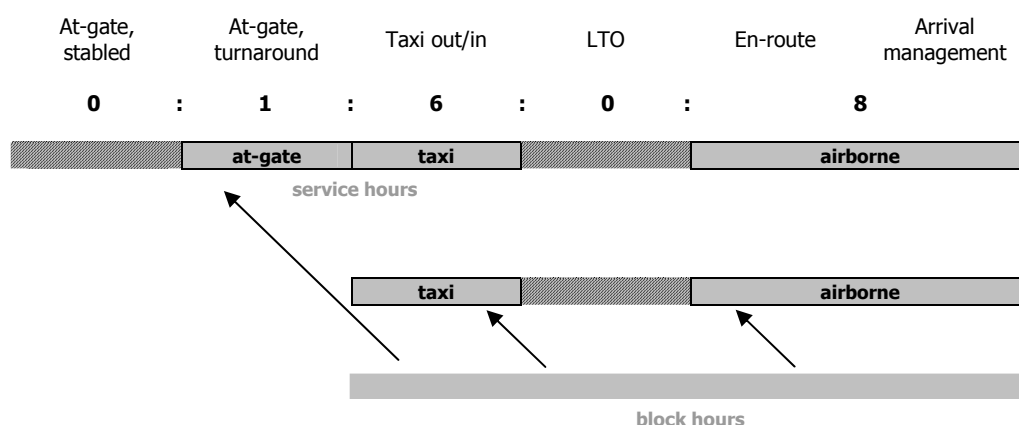 At-gate, stabled
At-gate, turnaround
Taxi out/in
LTO
En-route
Arrival management
0 : 1 : 6 : 0 : 8
at-gate taxi airborne
service hours
taxi airborne
block hours